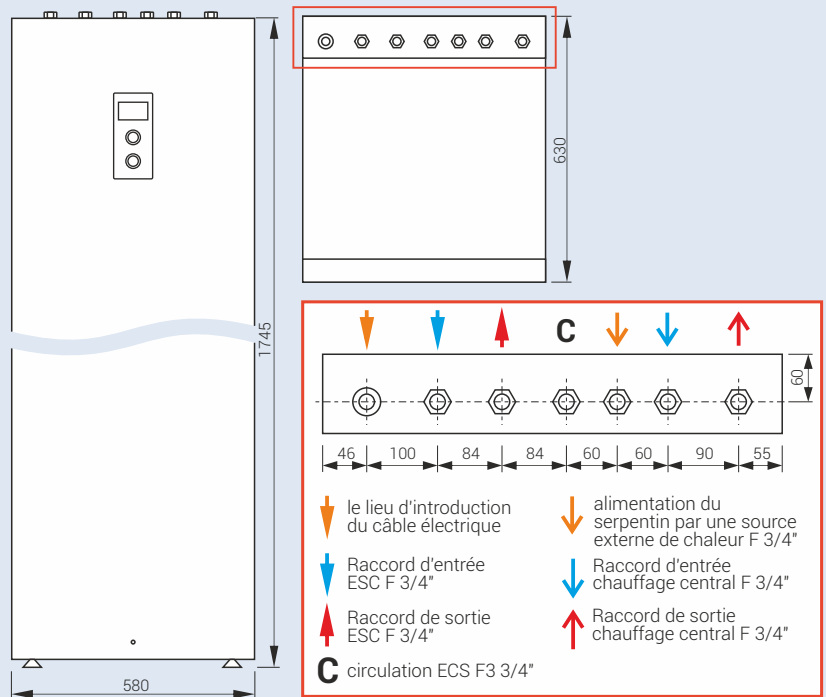 1745
580
630
C
60
46 100 84 84 60 60 90 55
le lieu d'introduction
du câble électrique
Raccord d'entrée
ESC F 3/4"
Raccord de sortie
ESC F 3/4"
C circulation ECS F3 3/4"
alimentation du
serpentin par une source
externe de chaleur F 3/4"
Raccord d'entrée
chauffage central F 3/4"
Raccord de sortie
chauffage central F 3/4"